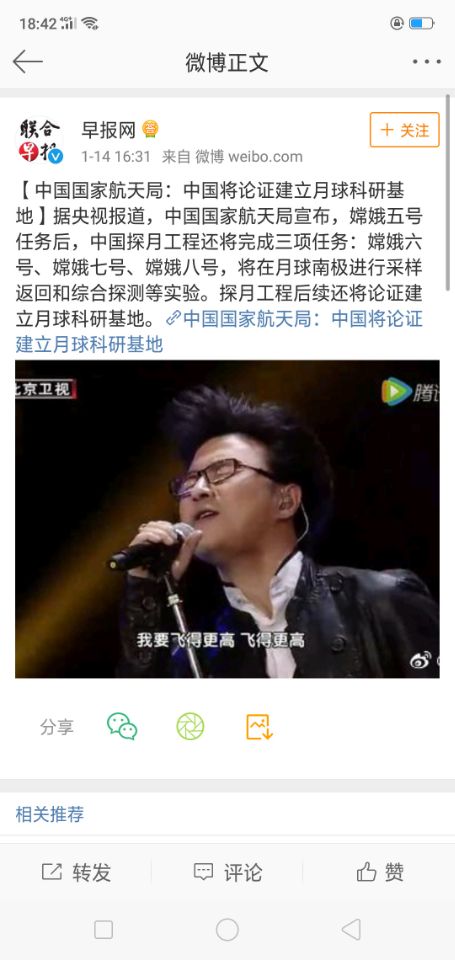 18:42
微博正文
联合
早报
早报网
+ 关注
1-14 16:31 来自 微博 weibo.com
【 中国国家航天局：中国将论证建立月球科研基
地 】据央视报道，中国国家航天局宣布，嫦娥五号
任务后，中国探月工程还将完成三项任务：嫦娥六
号、嫦娥七号、嫦娥八号，将在月球南极进行采样
返回和综合探测等实验。探月工程后续还将论证建
立月球科研基地。中国国家航天局：中国将论证
建立月球科研基地
北京卫视
腾讯
我要飞得更高 飞得更高
分享
相关推荐
转发
评论
赞